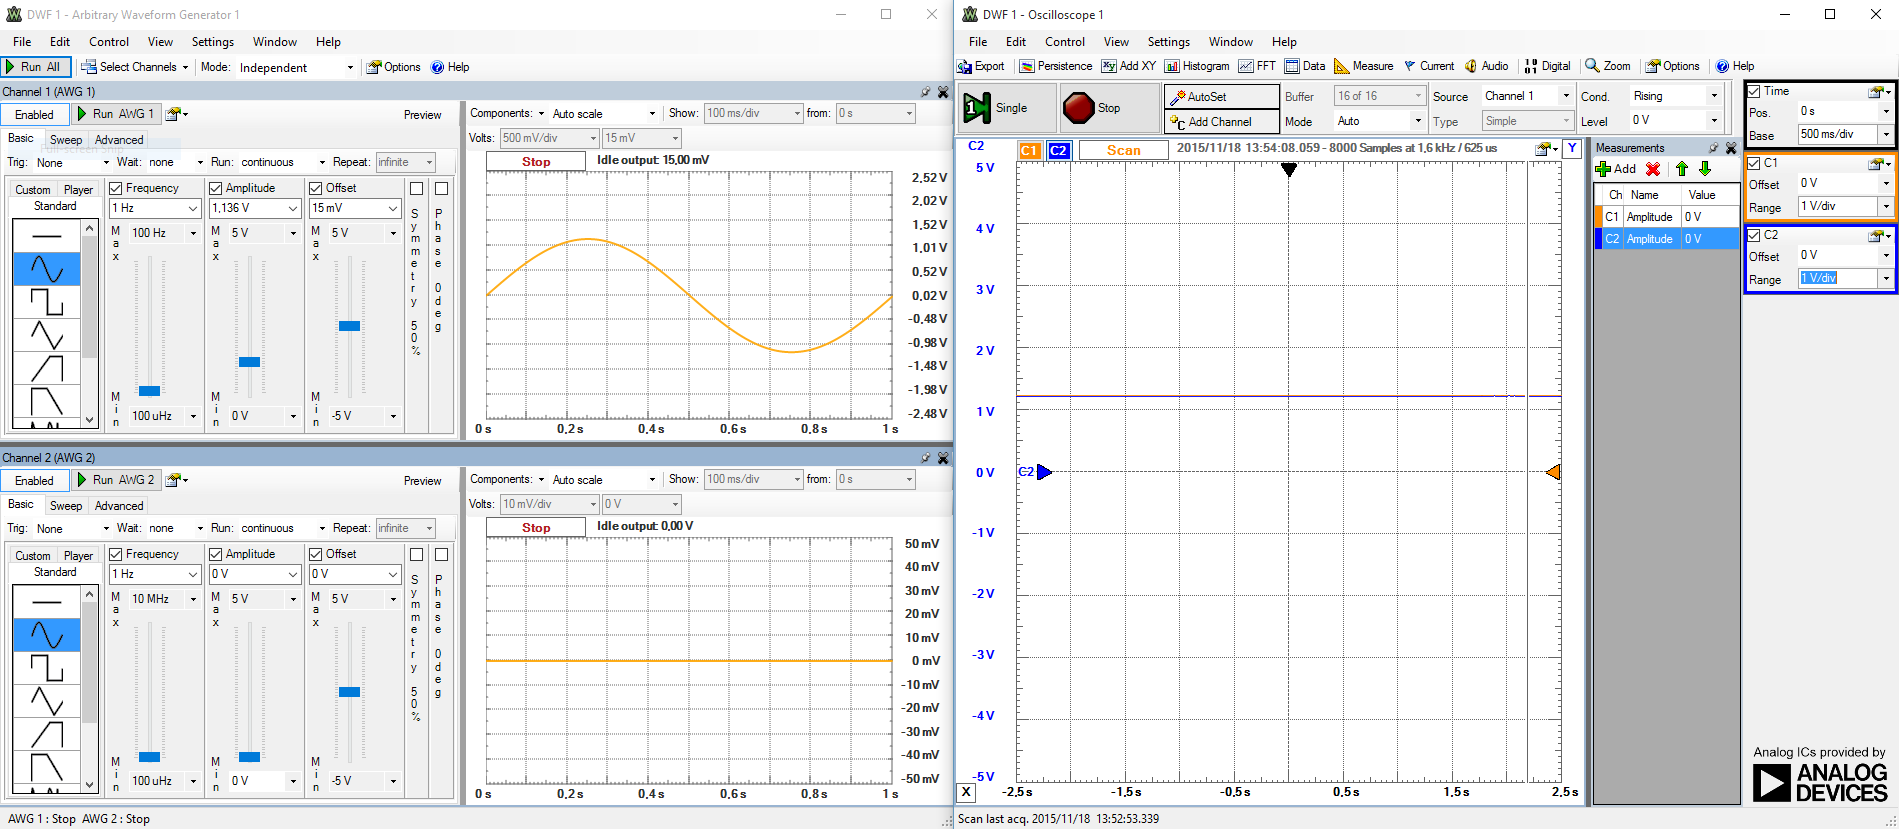 DWF 1 - Arbitrary Waveform Generator 1
File Edit Control View Settings Window Help
Run All Select Channels Mode: Independent Options Help
Channel 1 (AWG 1)
Enabled Run AWG 1 Preview
Basic Sweep Advanced
Trig: None Wait: none Run: continuous Repeat: infinite
Custom Player
Standard
Frequency Amplitude Offset
1 Hz 1,136 V 15 mV
Max 100 Hz Max 5 V Max 5 V
Min 100 uHz Min 0 V Min -5 V
Symmetry 50%
Phase 0deg
Components: Auto scale Show: 100 ms/div from: 0 s
Volts: 500 mV/div 15 mV
Stop Idle output: 15,00 mV
2,52 V
2,02 V
1,52 V
1,01 V
0,52 V
0,02 V
-0,48 V
-0,98 V
-1,48 V
-1,98 V
-2,48 V
0 s 0,2 s 0,4 s 0,6 s 0,8 s 1 s
Channel 2 (AWG 2)
Enabled Run AWG 2 Preview
Basic Sweep Advanced
Trig: None Wait: none Run: continuous Repeat: infinite
Custom Player
Standard
Frequency Amplitude Offset
1 Hz 0 V 0 V
Max 10 MHz Max 5 V Max 5 V
Min 100 uHz Min 0 V Min -5 V
Symmetry 50%
Phase 0deg
Components: Auto scale Show: 100 ms/div from: 0 s
Volts: 10 mV/div 0 V
Stop Idle output: 0,00 V
50 mV
40 mV
30 mV
20 mV
10 mV
0 mV
-10 mV
-20 mV
-30 mV
-40 mV
-50 mV
0 s 0,2 s 0,4 s 0,6 s 0,8 s 1 s
AWG 1 : Stop AWG 2 : Stop
DWF 1 - Oscilloscope 1
File Edit Control View Settings Window Help
Export Persistence Add XY Histogram FFT Data Measure Current Audio Digital Zoom Options Help
Single Stop
AutoSet
Add Channel
Buffer 16 of 16 Source Channel 1 Cond. Rising
Mode Auto Type Simple Level 0 V
C2 C1 C2 Scan 2015/11/18 13:54:08.059 - 8000 Samples at 1,6 kHz / 625 us Y
5 V
4 V
3 V
2 V
1 V
0 V C2
-1 V
-2 V
-3 V
-4 V
-5 V
X -2,5 s -1,5 s -0,5 s 0,5 s 1,5 s 2,5 s
Measurements
Add
Ch Name Value
C1 Amplitude 0 V
C2 Amplitude 0 V
Time
Pos. 0 s
Base 500 ms/div
C1
Offset 0 V
Range 1 V/div
C2
Offset 0 V
Range 1 V/div
Analog ICs provided by
ANALOG
DEVICES
Scan last acq. 2015/11/18 13:52:53.339